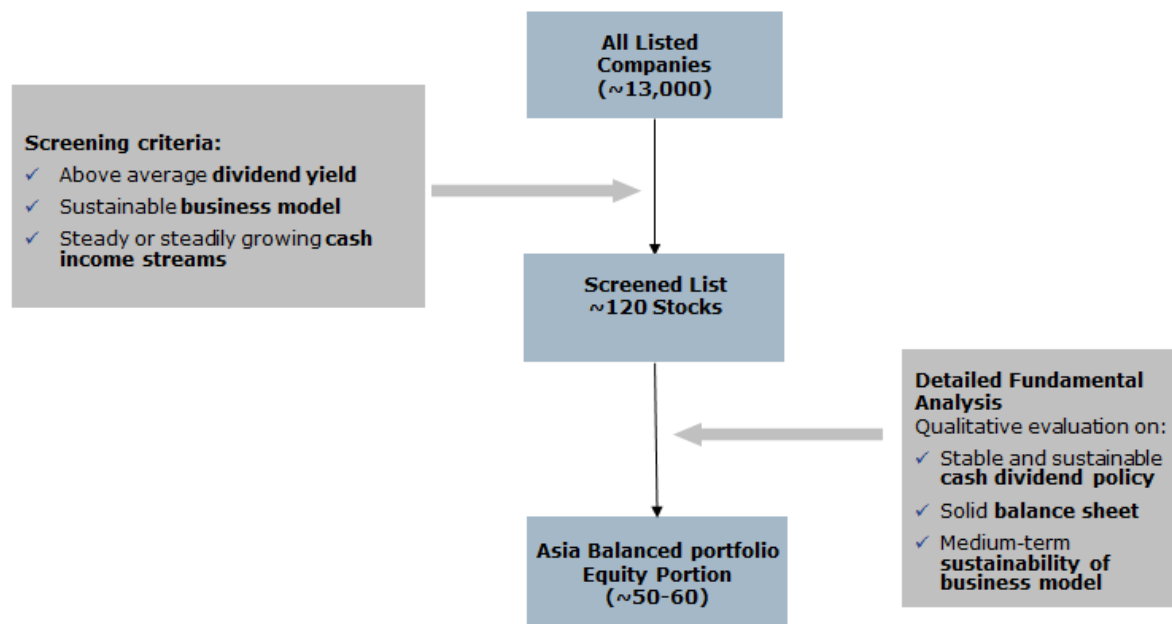 All Listed
Companies
(~13,000)
Screening criteria:
✓ Above average dividend yield
✓ Sustainable business model
✓ Steady or steadily growing cash
income streams
Screened List
~120 Stocks
Detailed Fundamental
Analysis
Qualitative evaluation on:
✓ Stable and sustainable
cash dividend policy
✓ Solid balance sheet
✓ Medium-term
sustainability of
business model
Asia Balanced portfolio
Equity Portion
(~50-60)